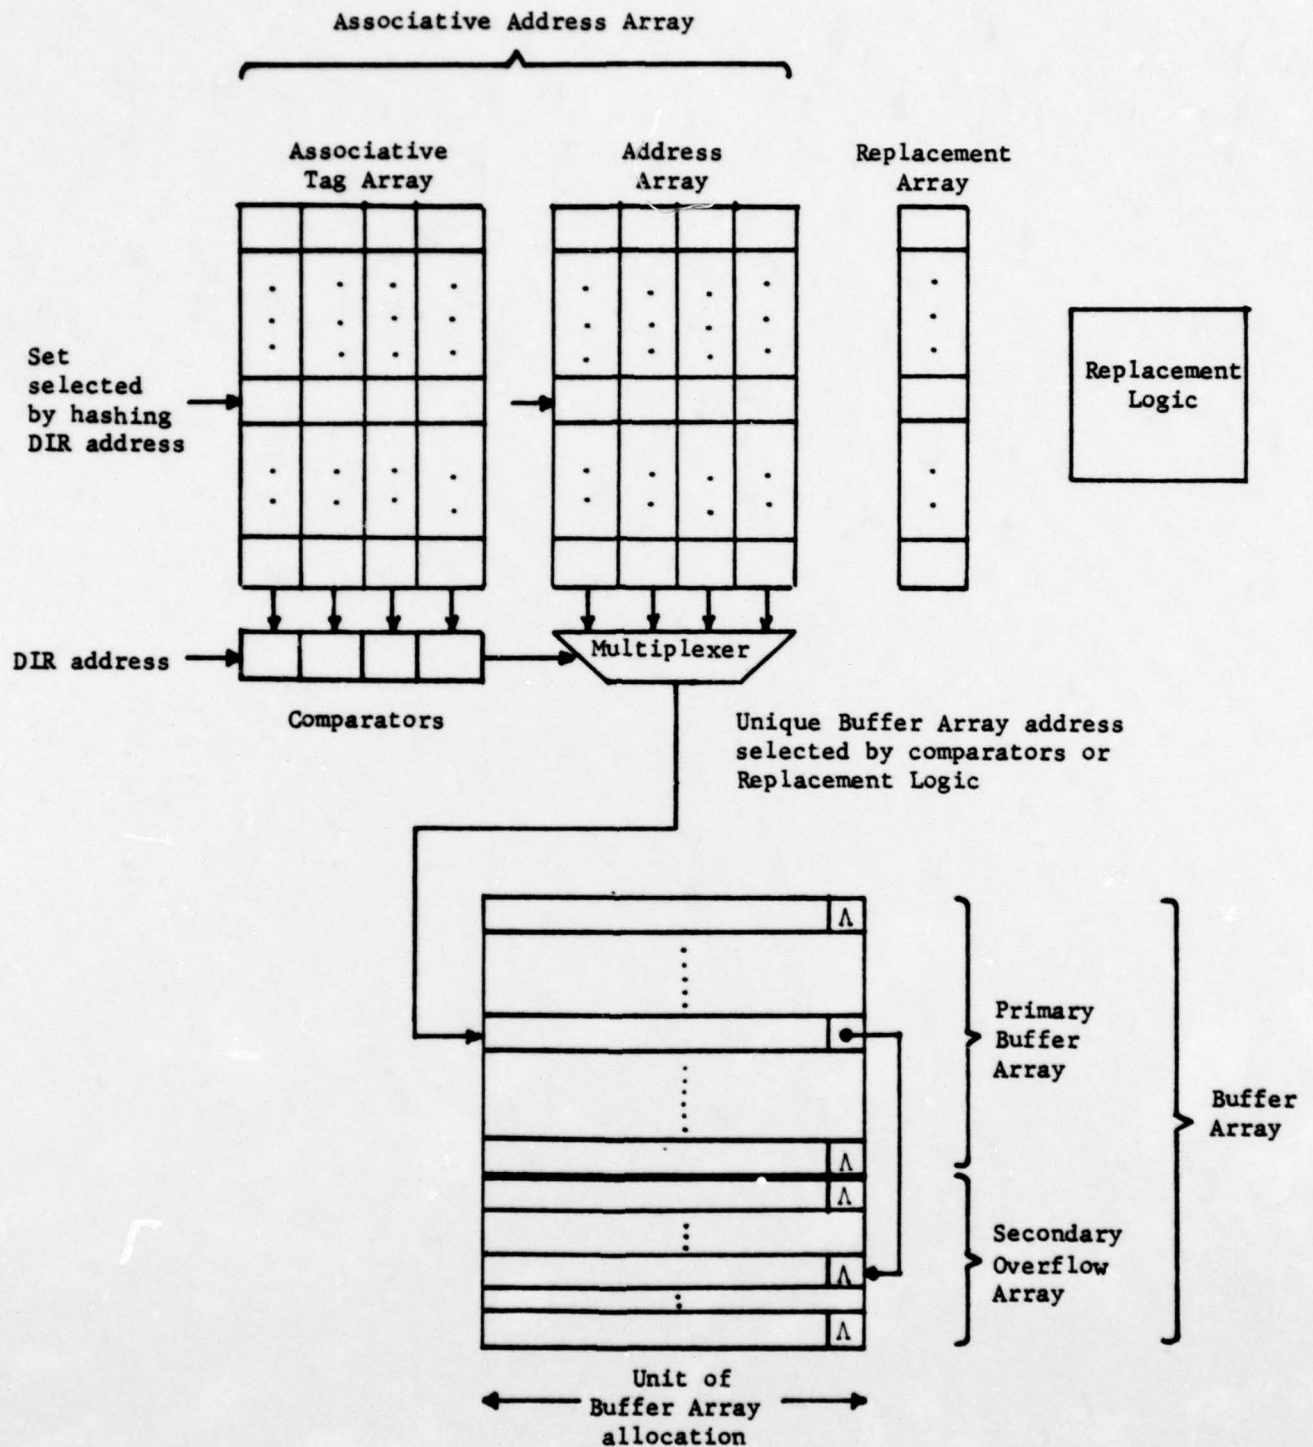 Associative Address Array
Associative
Tag Array
Address
Array
Replacement
Array
Set
selected
by hashing
DIR address
Replacement
Logic
DIR address
Multiplexer
Comparators
Unique Buffer Array address
selected by comparators or
Replacement Logic
Λ
Primary
Buffer
Array
Λ
Λ
Buffer
Array
Secondary
Overflow
Array
Λ
Λ
Unit of
Buffer Array
allocation